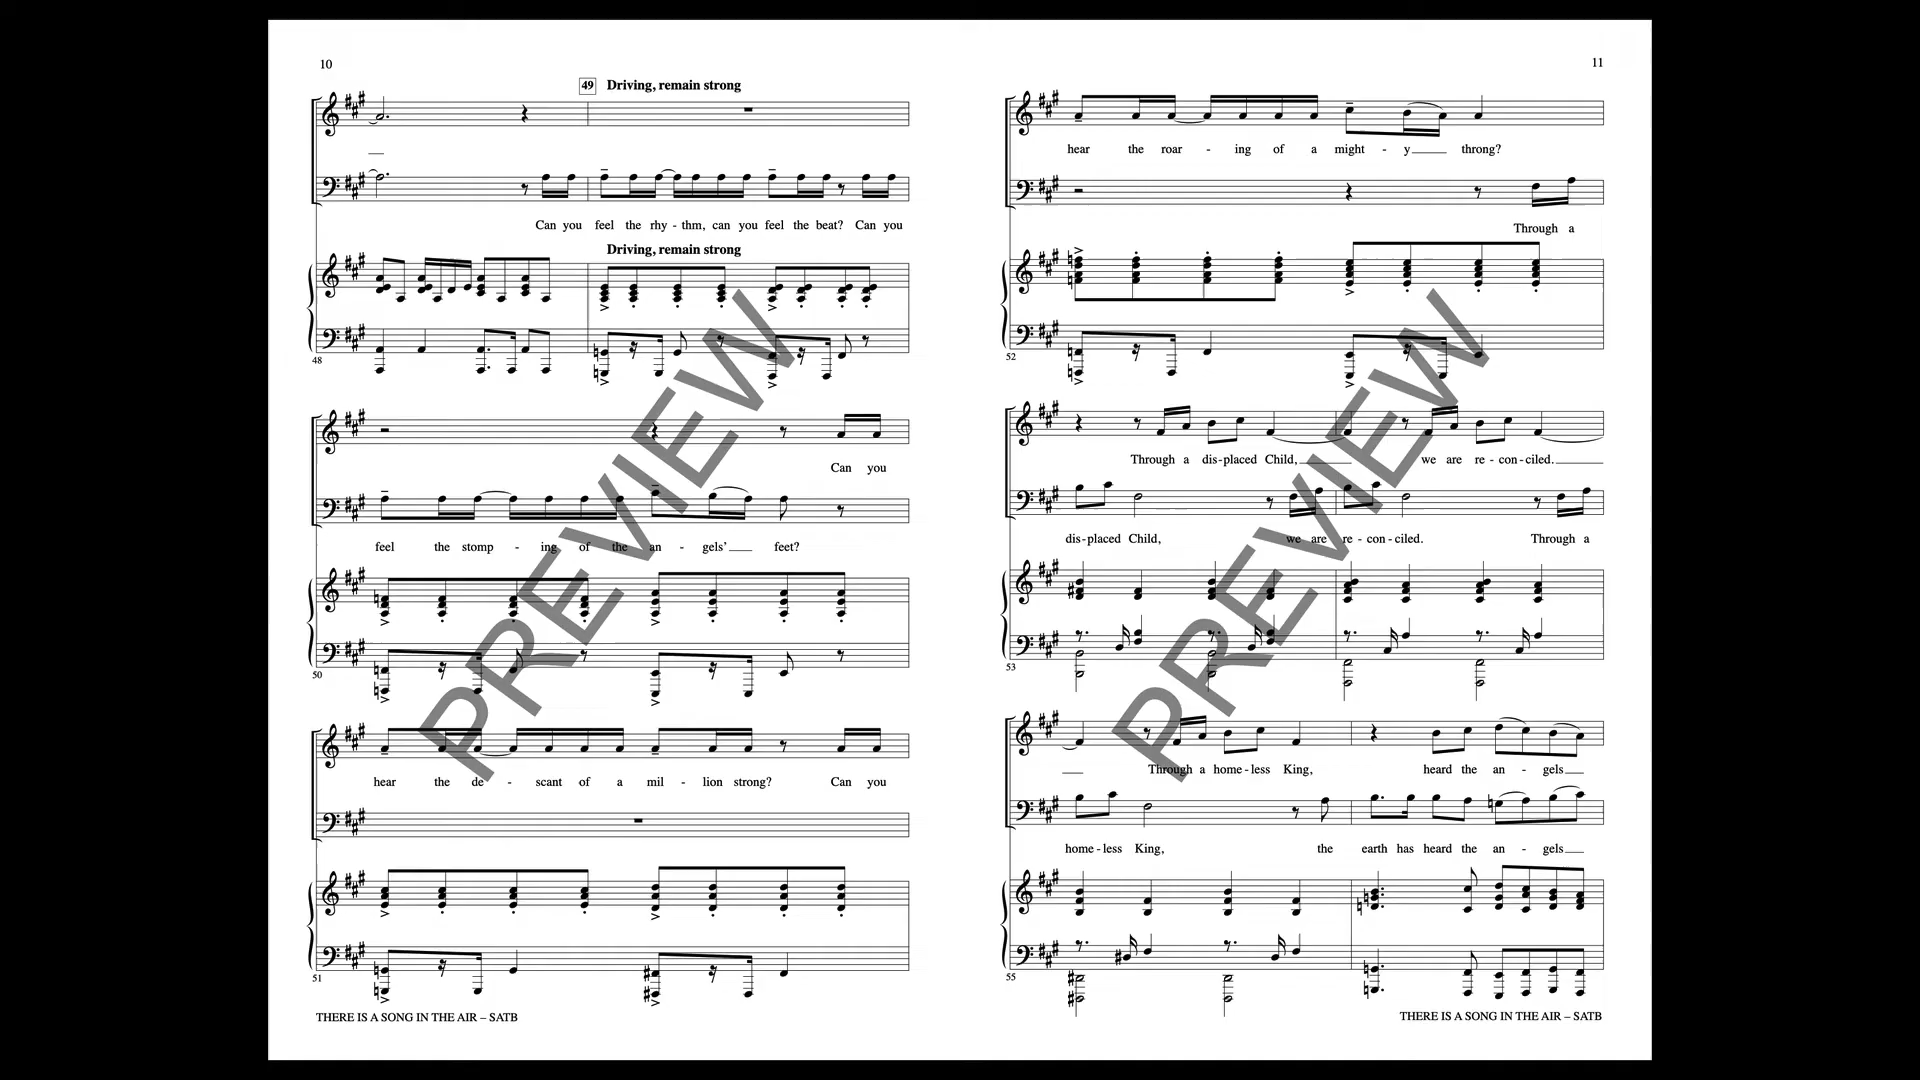 10
49 Driving, remain strong
Can you feel the rhy - thm, can you feel the beat? Can you
Driving, remain strong
48
Can you
feel the stomp - ing of the an - gels’ feet?
50
hear the de - scant of a mil - lion strong? Can you
51
THERE IS A SONG IN THE AIR – SATB
11
hear the roar - ing of a might - y throng?
Through a
52
Through a dis - placed Child, we are re - con - ciled.
dis - placed Child, we are re - con - ciled. Through a
53
Through a home - less King, heard the an - gels
home - less King, the earth has heard the an - gels
55
THERE IS A SONG IN THE AIR – SATB
PREVIEW
PREVIEW